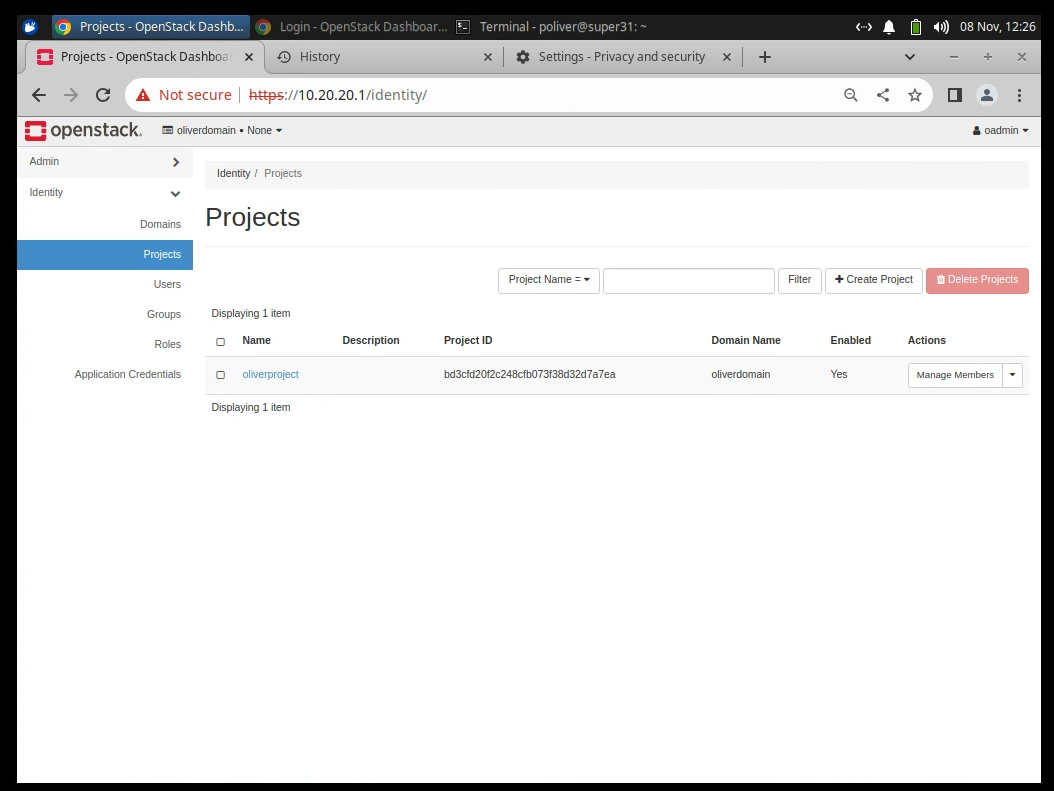 Projects - OpenStack Dashb...
Login - OpenStack Dashboar...
Terminal - poliver@super31: ~
08 Nov, 12:26
Projects - OpenStack Dashboa
History
Settings - Privacy and security
Not secure
https://10.20.20.1/identity/
openstack.
oliverdomain • None
oadmin
Admin
Identity
Domains
Projects
Users
Groups
Roles
Application Credentials
Identity / Projects
Projects
Project Name =
Filter
Create Project
Delete Projects
Displaying 1 item
Name Description Project ID Domain Name Enabled Actions
oliverproject bd3cfd20f2c248cfb073f38d32d7a7ea oliverdomain Yes Manage Members
Displaying 1 item